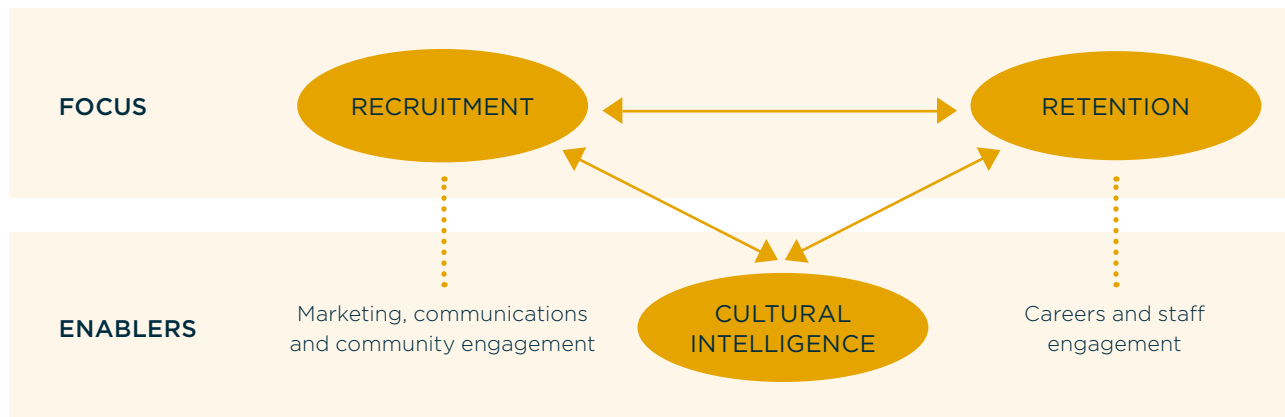 FOCUS
RECRUITMENT
RETENTION
ENABLERS
Marketing, communications
and community engagement
CULTURAL
INTELLIGENCE
Careers and staff
engagement